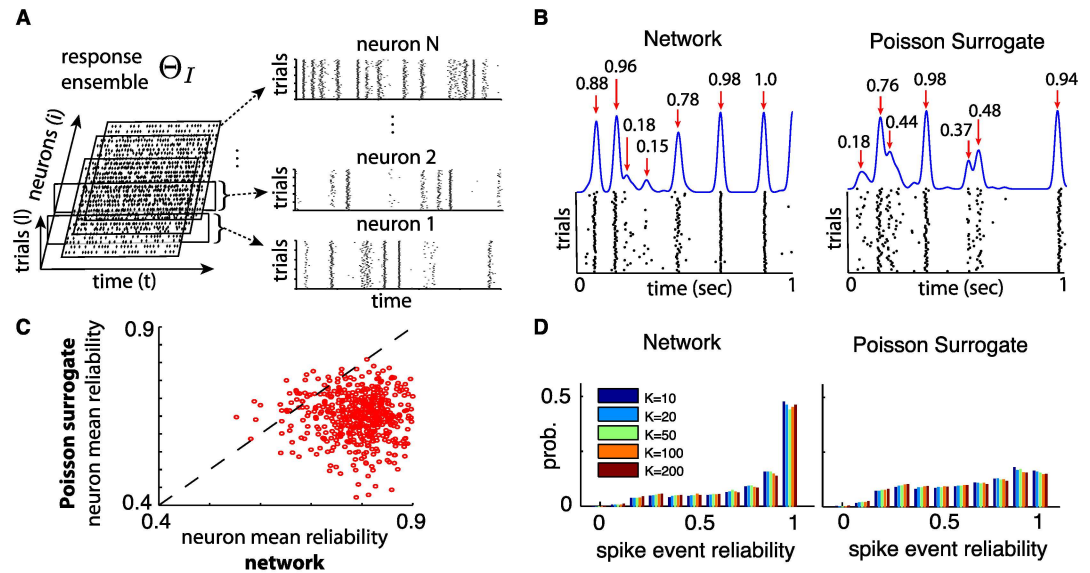 A
response
ensemble Θ_I
neurons (i)
trials (l)
time (t)
neuron N
trials
neuron 2
trials
neuron 1
trials
time
B
Network
0.88
0.96
0.18
0.15
0.78
0.98
1.0
trials
0
time (sec)
1
Poisson Surrogate
0.18
0.76
0.44
0.98
0.37
0.48
0.94
trials
0
time (sec)
1
C
Poisson surrogate
neuron mean reliability
0.9
0.4
0.4
0.9
neuron mean reliability
network
D
Network
prob.
0.5
0
K=10
K=20
K=50
K=100
K=200
0
0.5
1
spike event reliability
Poisson Surrogate
0
0.5
1
spike event reliability